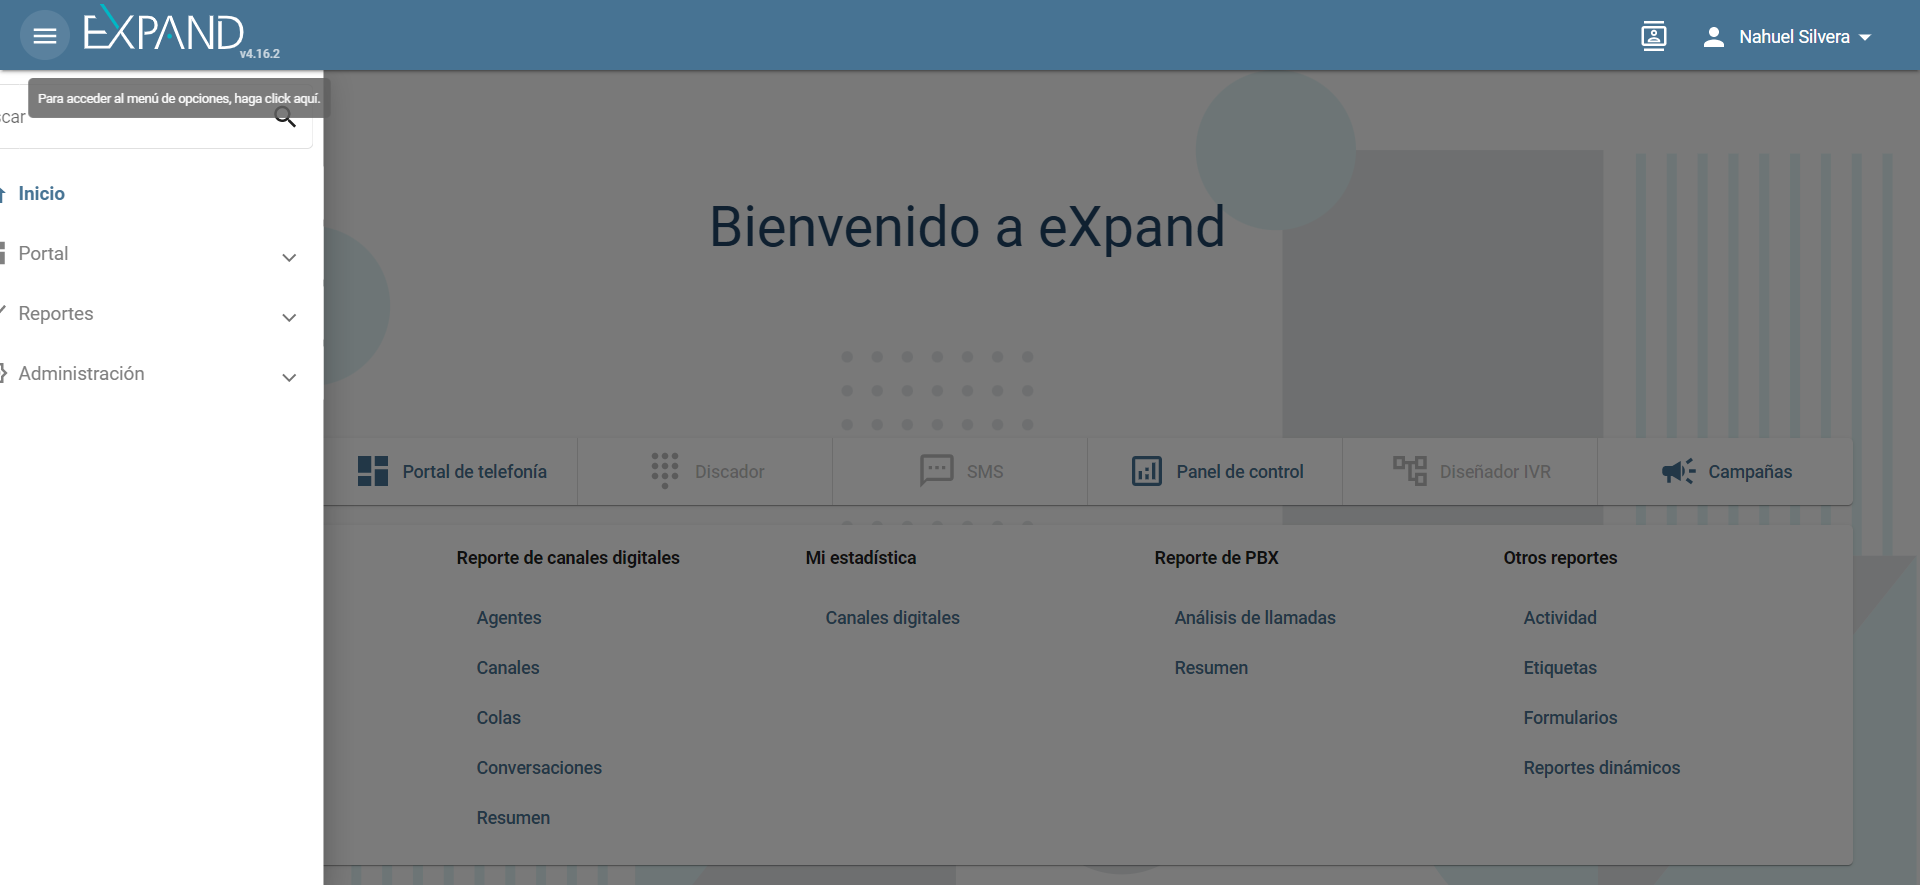 EXPAND
v4.16.2
Nahuel Silvera
Para acceder al menú de opciones, haga click aquí.
scar
Inicio
Portal
Reportes
Administración
Bienvenido a eXpand
Portal de telefonía
Discador
SMS
Panel de control
Diseñador IVR
Campañas
Reporte de canales digitales
Agentes
Canales
Colas
Conversaciones
Resumen
Mi estadística
Canales digitales
Reporte de PBX
Análisis de llamadas
Resumen
Otros reportes
Actividad
Etiquetas
Formularios
Reportes dinámicos